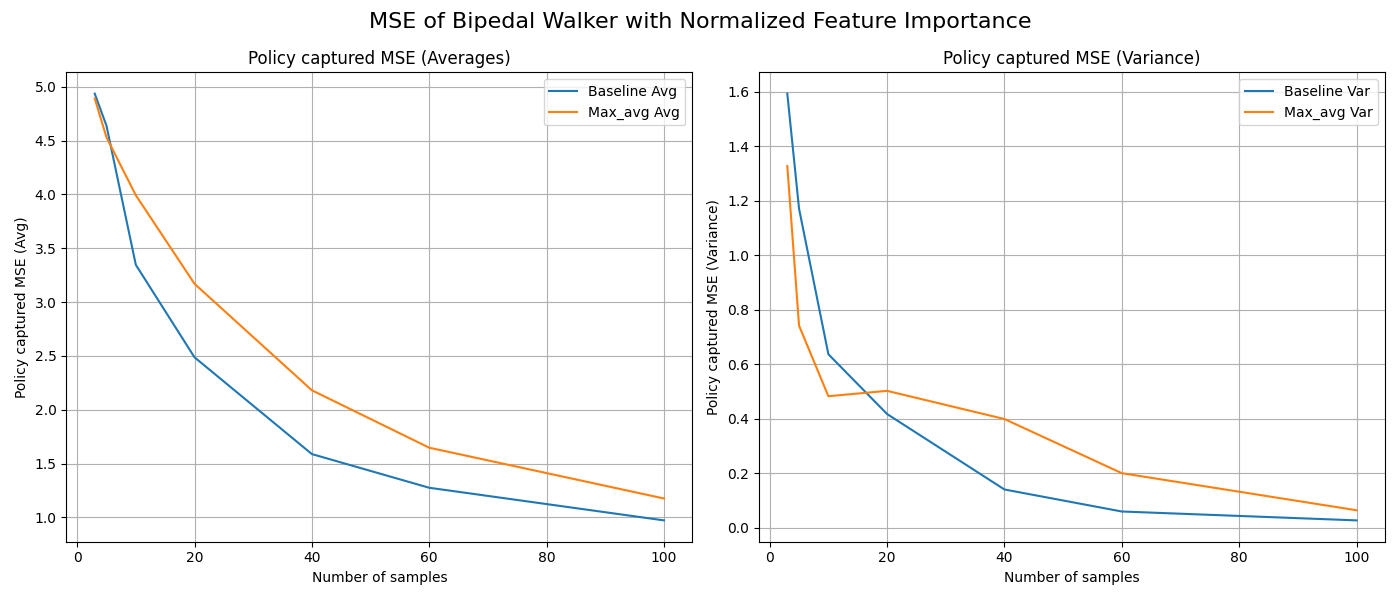 MSE of Bipedal Walker with Normalized Feature Importance
Policy captured MSE (Averages)
Policy captured MSE (Avg)
5.0
4.5
4.0
3.5
3.0
2.5
2.0
1.5
1.0
Baseline Avg
Max_avg Avg
0 20 40 60 80 100
Number of samples
Policy captured MSE (Variance)
Policy captured MSE (Variance)
1.6
1.4
1.2
1.0
0.8
0.6
0.4
0.2
0.0
Baseline Var
Max_avg Var
0 20 40 60 80 100
Number of samples